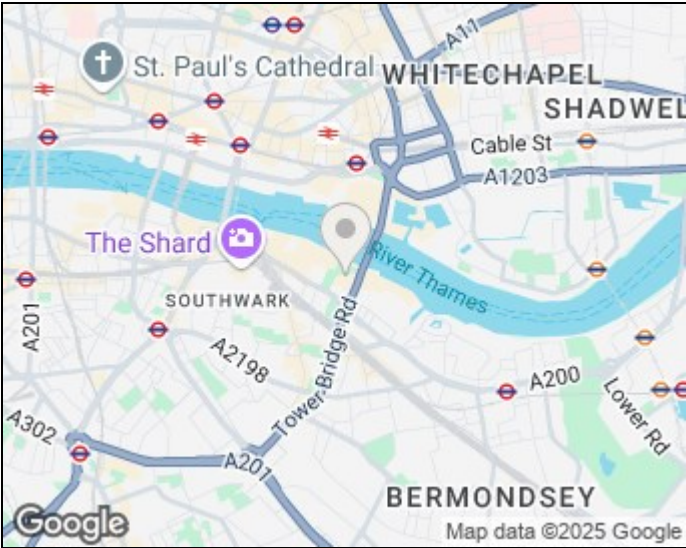 A11
St. Paul's Cathedral
WHITECHAPEL
SHADWEL
Cable St
A1203
The Shard
River Thames
SOUTHWARK
A201
A2198
Tower Bridge Rd
A200
Lower Rd
A302
A201
BERMONDSEY
Google
Map data ©2025 Google